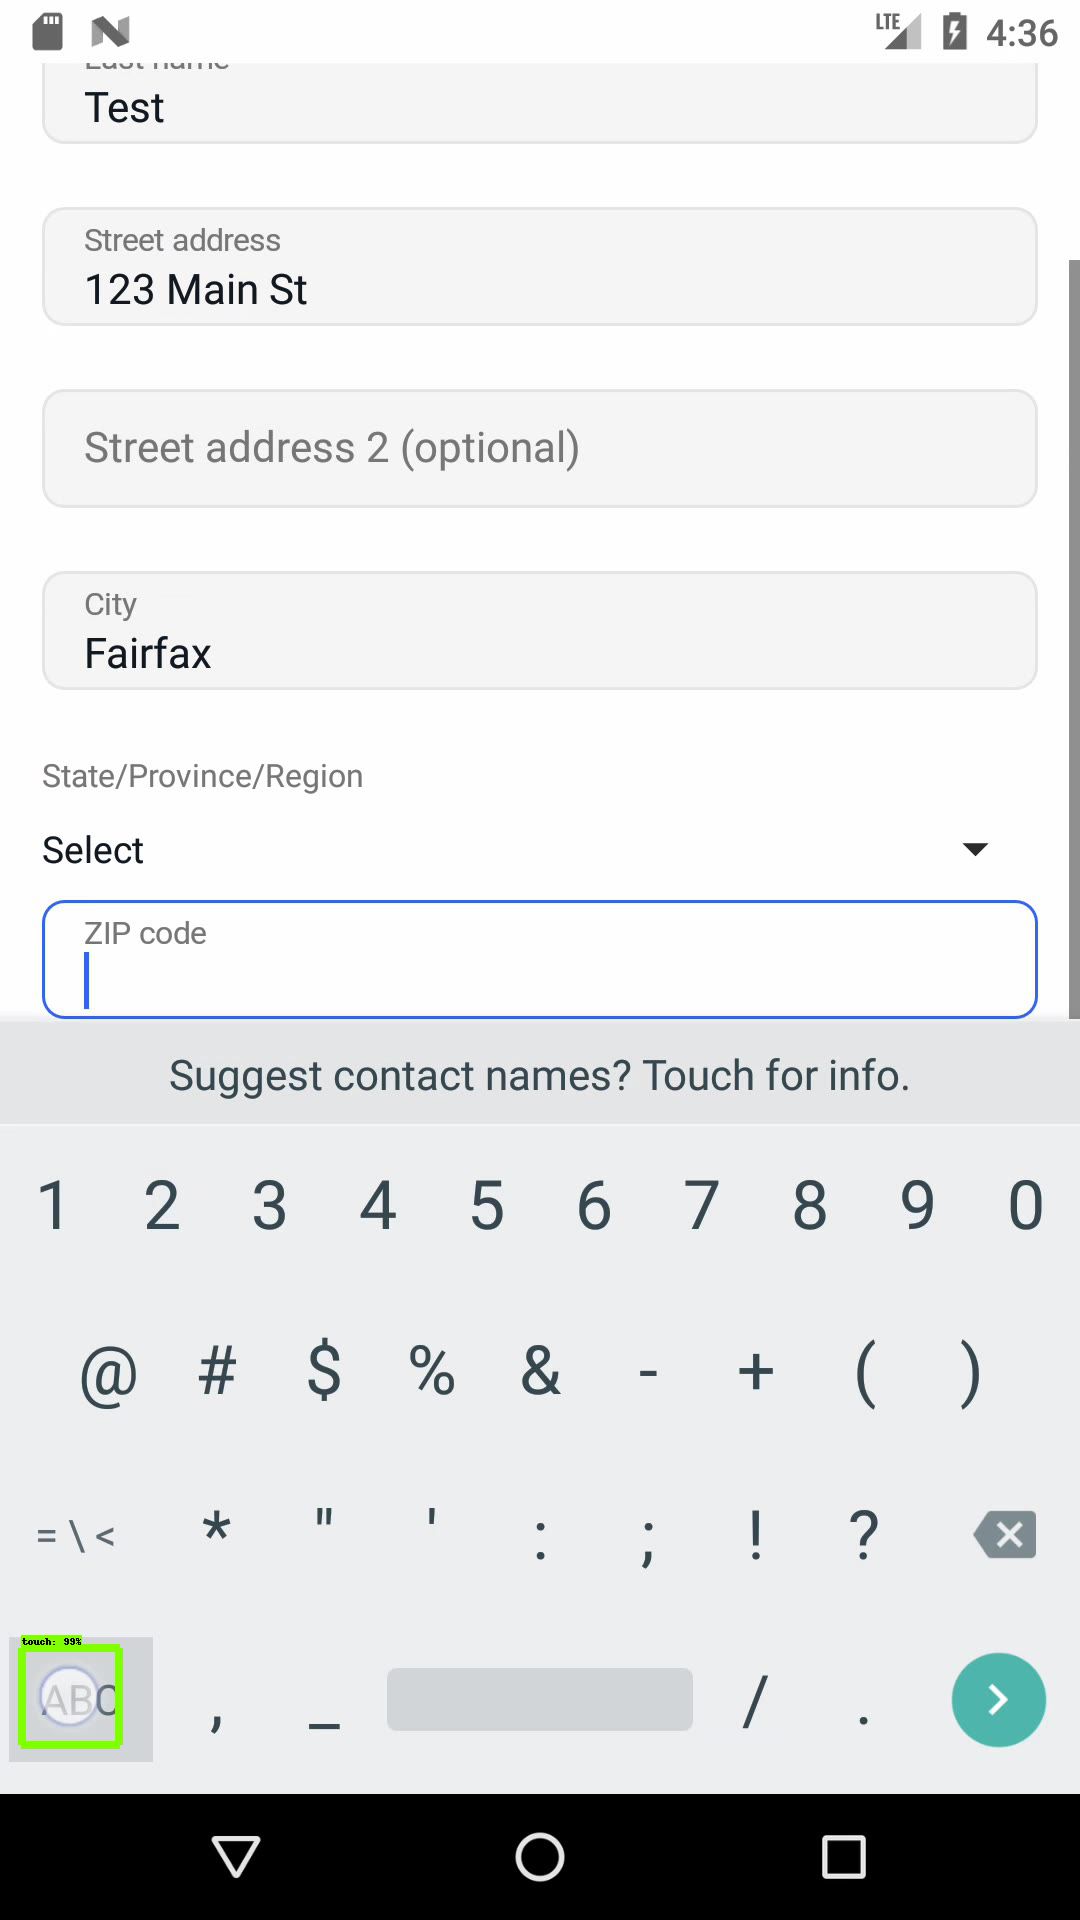 LTE 4:36
Last name
Test
Street address
123 Main St
Street address 2 (optional)
City
Fairfax
State/Province/Region
Select
ZIP code
Suggest contact names? Touch for info.
1 2 3 4 5 6 7 8 9 0
@ # $ % & - + ( )
= \ < * " ' : ; ! ?
touch: 99%
ABC , _ / .